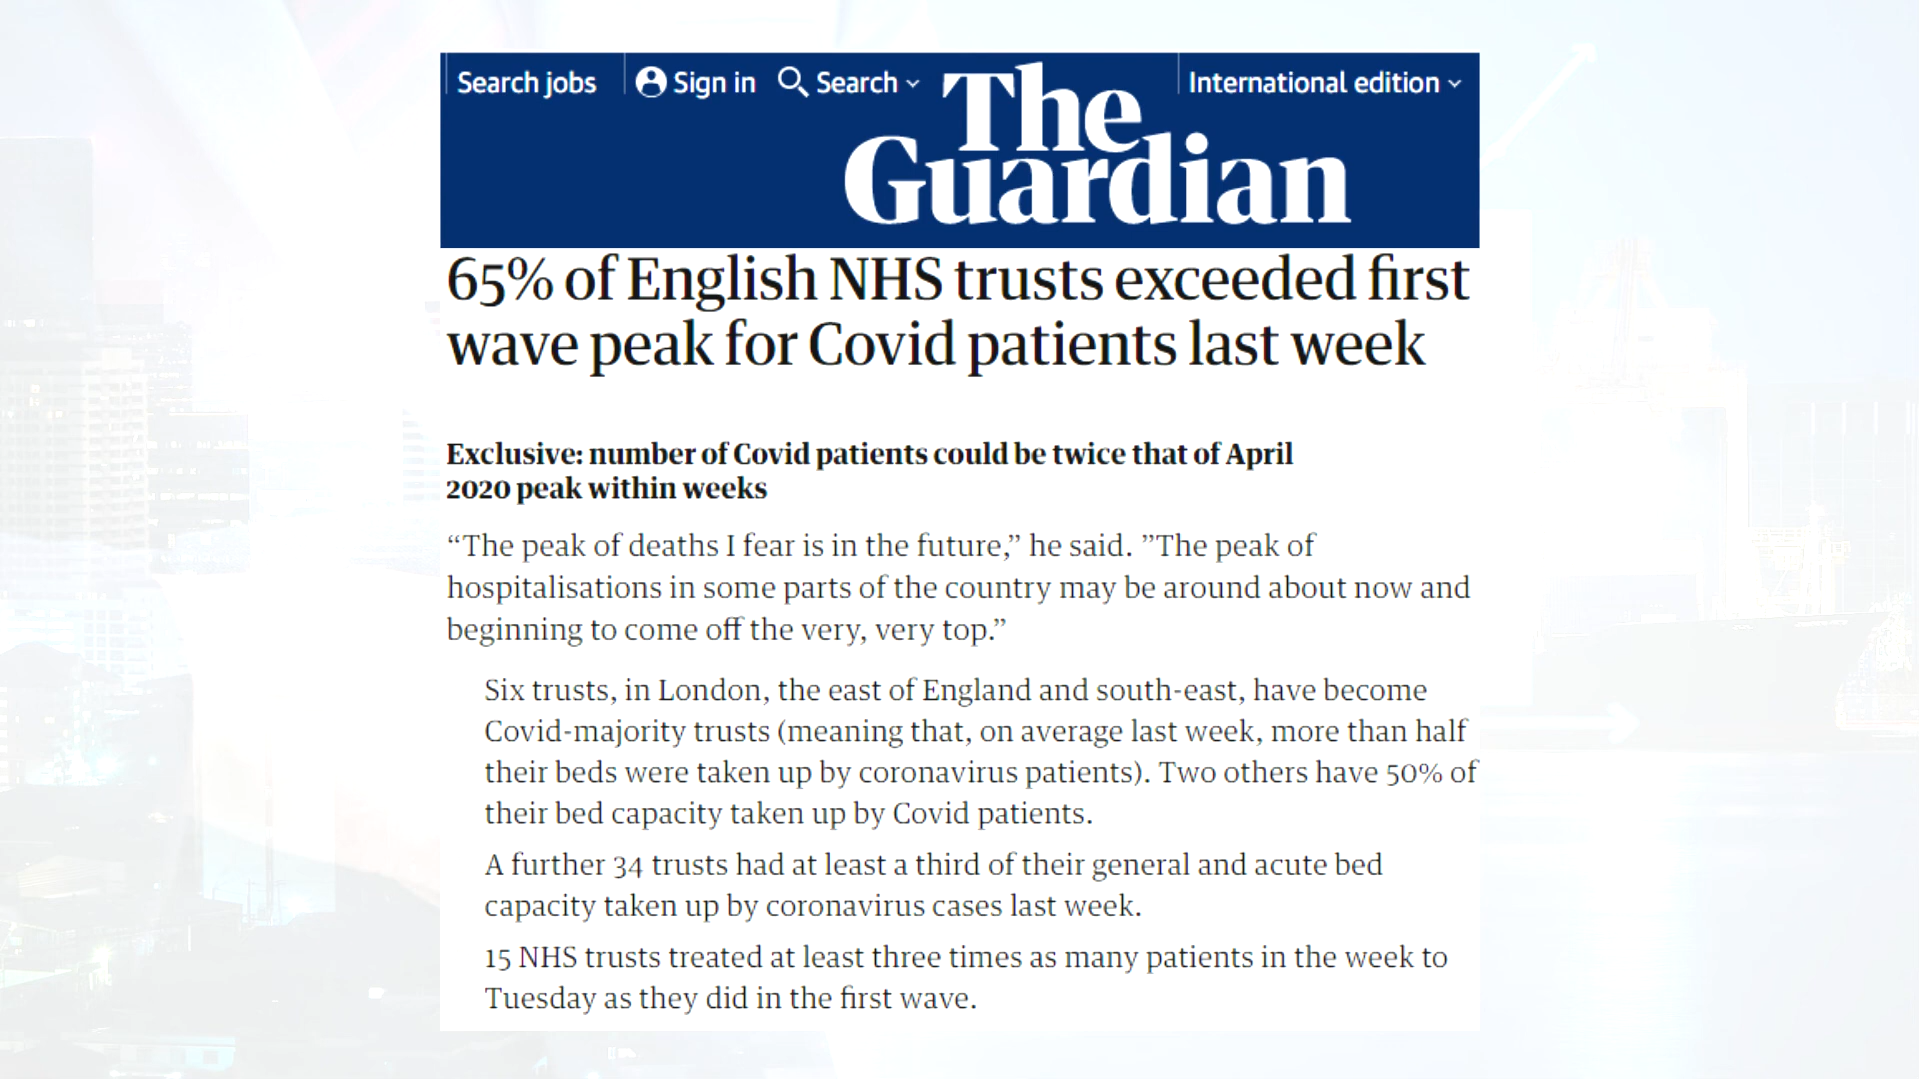 Search jobs
Sign in
Search
The
Guardian
International edition
65% of English NHS trusts exceeded first
wave peak for Covid patients last week
Exclusive: number of Covid patients could be twice that of April
2020 peak within weeks
“The peak of deaths I fear is in the future,” he said. ”The peak of
hospitalisations in some parts of the country may be around about now and
beginning to come off the very, very top.”
Six trusts, in London, the east of England and south-east, have become
Covid-majority trusts (meaning that, on average last week, more than half
their beds were taken up by coronavirus patients). Two others have 50% of
their bed capacity taken up by Covid patients.
A further 34 trusts had at least a third of their general and acute bed
capacity taken up by coronavirus cases last week.
15 NHS trusts treated at least three times as many patients in the week to
Tuesday as they did in the first wave.